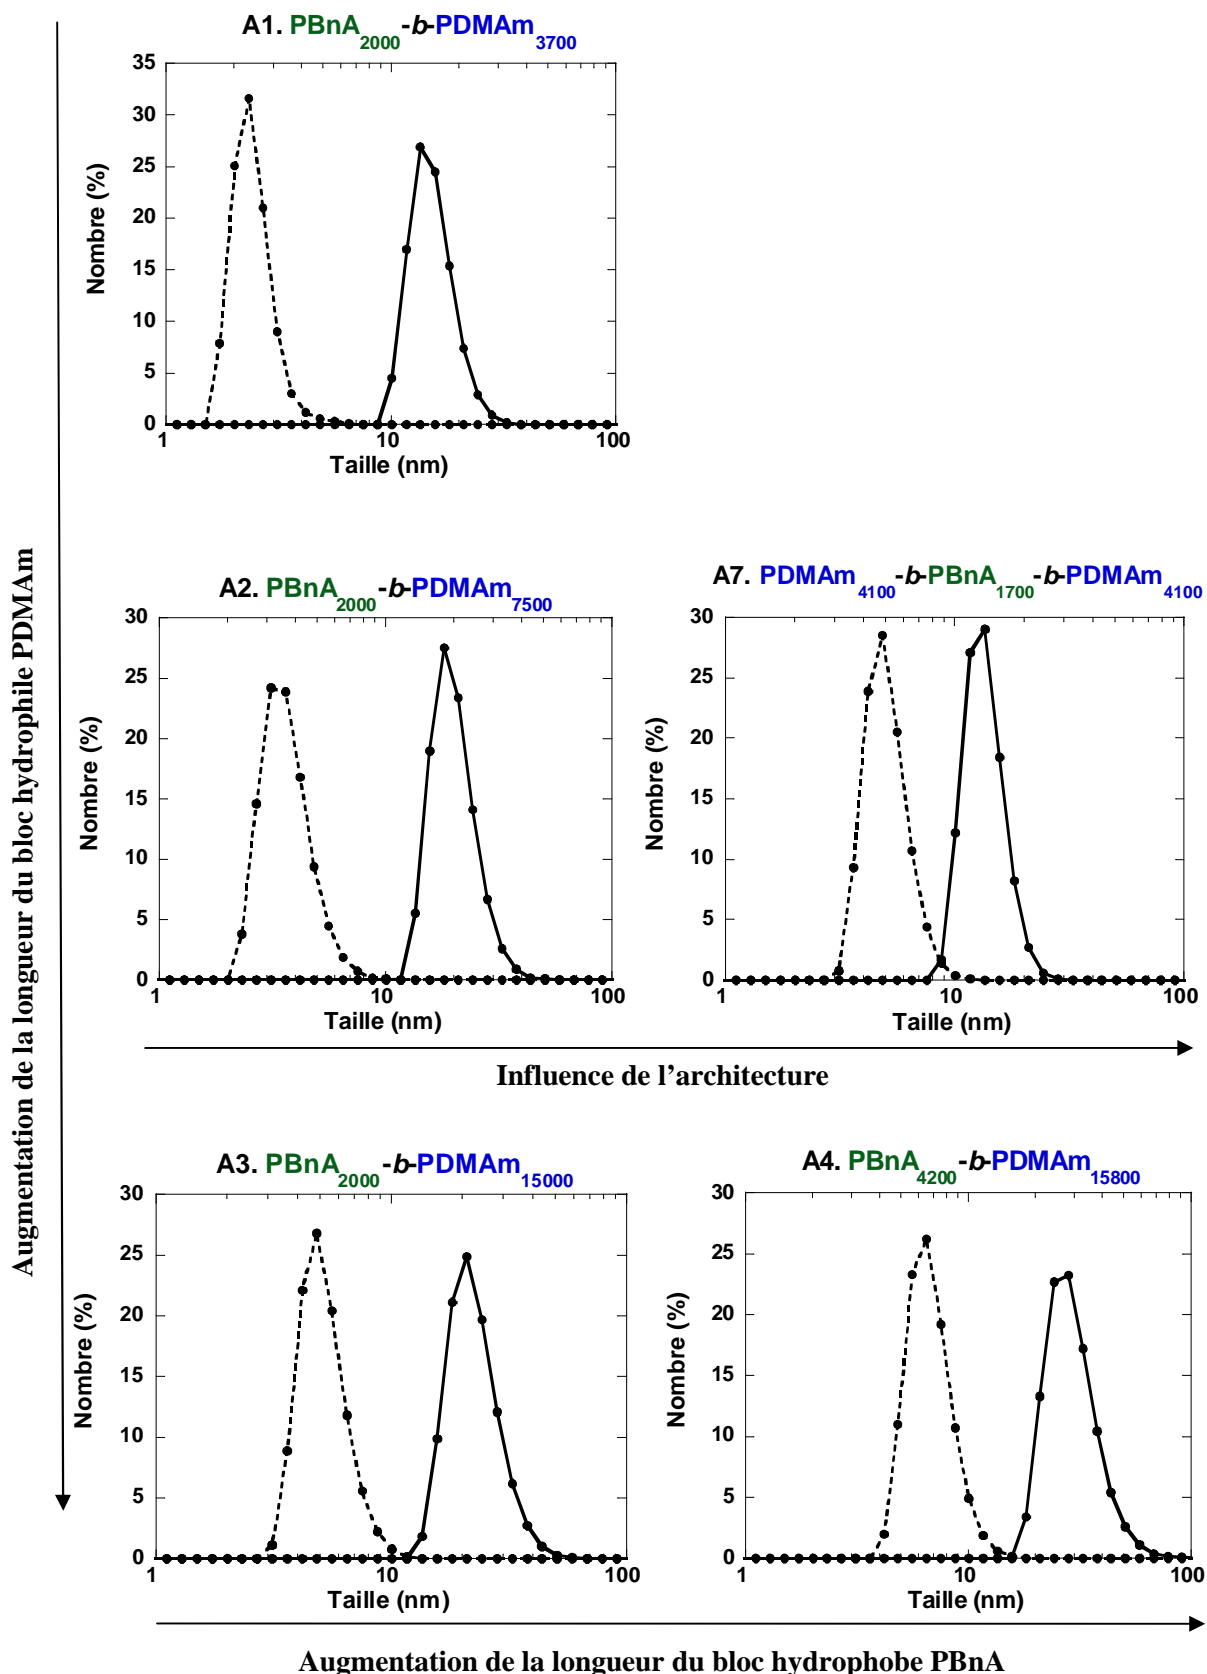 A1. PBnA2000-b-PDMAm3700
35
30
25
20
15
10
5
0
Nombre (%)
1 10 100
Taille (nm)
Augmentation de la longueur du bloc hydrophile PDMAm
A2. PBnA2000-b-PDMAm7500
30
25
20
15
10
5
0
Nombre (%)
1 10 100
Taille (nm)
A7. PDMAm4100-b-PBnA1700-b-PDMAm4100
30
25
20
15
10
5
0
Nombre (%)
1 10 100
Taille (nm)
Influence de l’architecture
A3. PBnA2000-b-PDMAm15000
30
25
20
15
10
5
0
Nombre (%)
1 10 100
Taille (nm)
A4. PBnA4200-b-PDMAm15800
30
25
20
15
10
5
0
Nombre (%)
1 10 100
Taille (nm)
Augmentation de la longueur du bloc hydrophobe PBnA